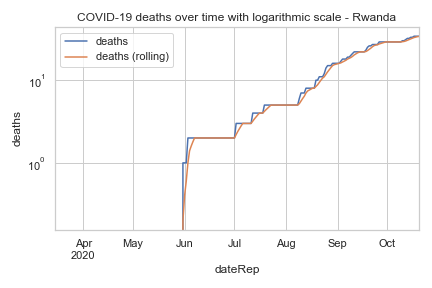 COVID-19 deaths over time with logarithmic scale - Rwanda
deaths
deaths (rolling)
deaths
10¹
10⁰
Apr
2020
May
Jun
Jul
Aug
Sep
Oct
dateRep